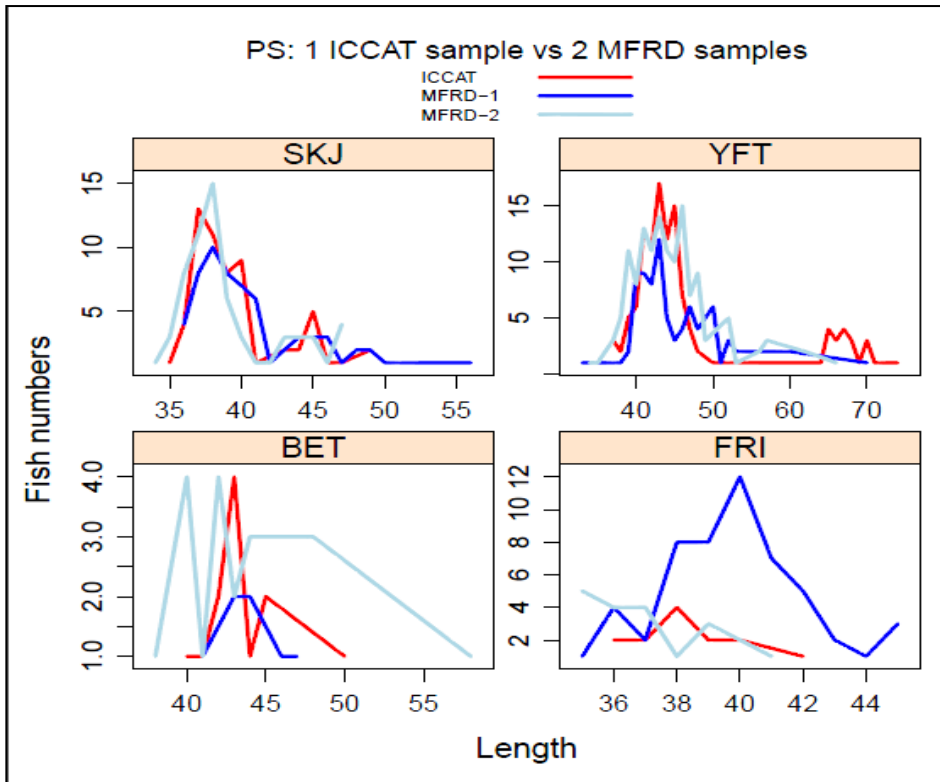 PS: 1 ICCAT sample vs 2 MFRD samples
ICCAT
MFRD-1
MFRD-2
SKJ
YFT
15
10
5
15
10
5
35 40 45 50 55
40 50 60 70
BET
FRI
4.0
3.0
2.0
1.0
12
10
8
6
4
2
40 45 50 55
36 38 40 42 44
Fish numbers
Length